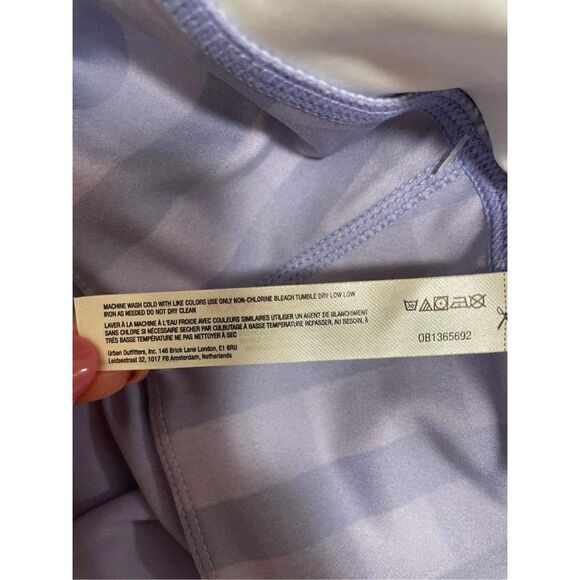 MACHINE WASH COLD WITH LIKE COLORS USE ONLY NON-CHLORINE BLEACH TUMBLE DRY LOW LOW
IRON AS NEEDED DO NOT DRY CLEAN
LAVER À LA MACHINE À L'EAU FROIDE AVEC COULEURS SIMILAIRES UTILISER UN AGENT DE BLANCHIMENT
SANS CHLORE SI NÉCESSAIRE SÉCHER PAR CULBUTAGE À BASSE TEMPÉRATURE REPASSER, AU BESOIN, À
TRÈS BASSE TEMPÉRATURE NE PAS NETTOYER À SEC
Urban Outfitters, Inc. 146 Brick Lane London, E1 6RU
Leidsestraat 32, 1017 PB Amsterdam, Netherlands
30
OB1365692